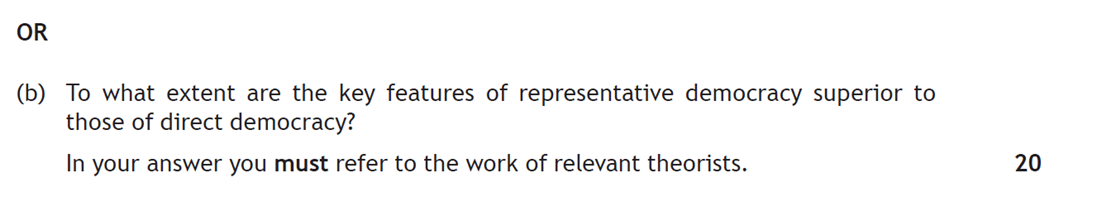 OR
(b) To what extent are the key features of representative democracy superior to
those of direct democracy?
In your answer you must refer to the work of relevant theorists. 20